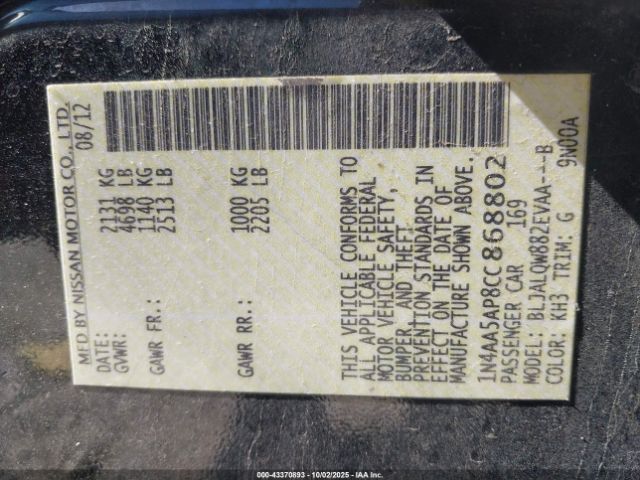 MFD BY NISSAN MOTOR CO., LTD.
DATE: 08/12
GVWR: 2131 KG
4698 LB
GAWR FR.: 1140 KG
2513 LB
GAWR RR.: 1000 KG
2205 LB
THIS VEHICLE CONFORMS TO
ALL APPLICABLE FEDERAL
MOTOR VEHICLE SAFETY,
BUMPER, AND THEFT
PREVENTION STANDARDS IN
EFFECT ON THE DATE OF
MANUFACTURE SHOWN ABOVE.
1N4AA5AP8CC868802
PASSENGER CAR 169
MODEL: BLJALQW882EVAA---B
COLOR: KH3 TRIM: G 9N00A
000-43370893 - 10/02/2025 - IAA Inc.